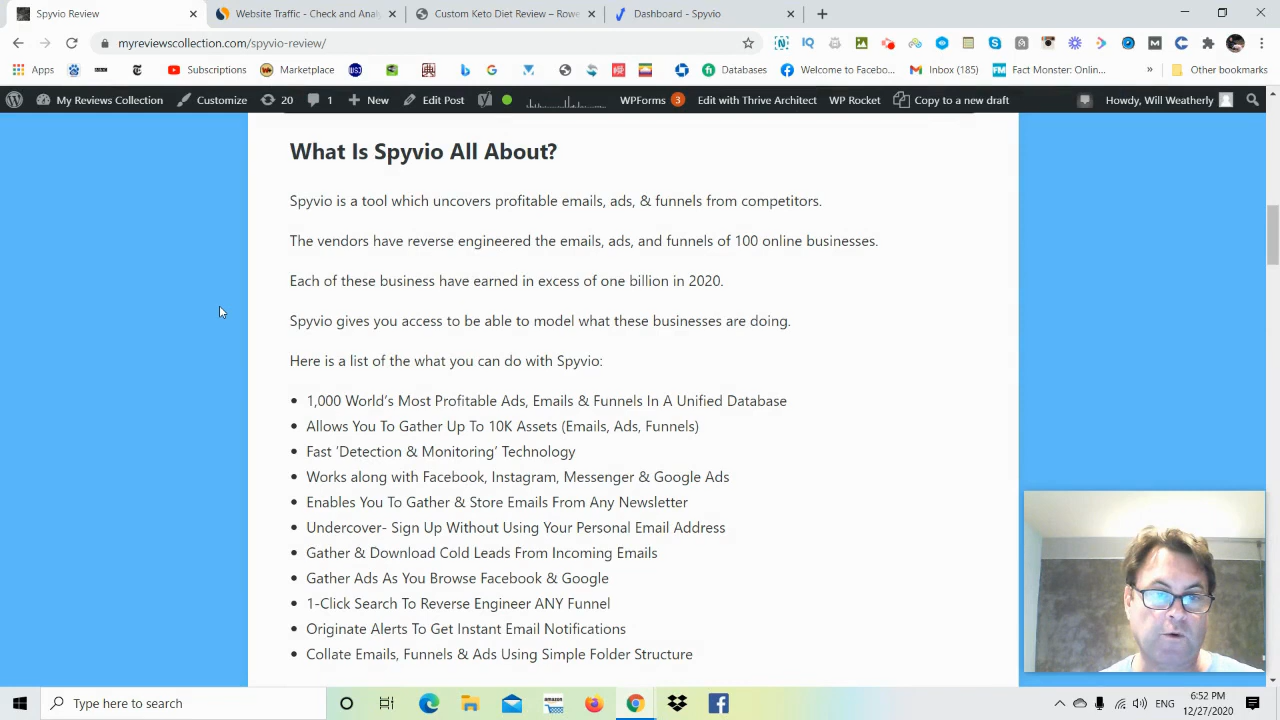 Spyvio Review
Website Traffic - Check and Anal
Custom Keto Diet Review – Rowe
Dashboard - Spyvio
myreviewscollection.com/spyvio-review/
Apps
Subscriptions
Marketplace
Databases
Welcome to Facebo...
Inbox (185)
Fact Monster: Onlin...
»
Other bookmarks
My Reviews Collection
Customize
20
1
New
Edit Post
WPForms 3
Edit with Thrive Architect
WP Rocket
Copy to a new draft
Howdy, Will Weatherly
What Is Spyvio All About?
Spyvio is a tool which uncovers profitable emails, ads, & funnels from competitors.
The vendors have reverse engineered the emails, ads, and funnels of 100 online businesses.
Each of these business have earned in excess of one billion in 2020.
Spyvio gives you access to be able to model what these businesses are doing.
Here is a list of the what you can do with Spyvio:
• 1,000 World’s Most Profitable Ads, Emails & Funnels In A Unified Database
• Allows You To Gather Up To 10K Assets (Emails, Ads, Funnels)
• Fast ‘Detection & Monitoring’ Technology
• Works along with Facebook, Instagram, Messenger & Google Ads
• Enables You To Gather & Store Emails From Any Newsletter
• Undercover- Sign Up Without Using Your Personal Email Address
• Gather & Download Cold Leads From Incoming Emails
• Gather Ads As You Browse Facebook & Google
• 1-Click Search To Reverse Engineer ANY Funnel
• Originate Alerts To Get Instant Email Notifications
• Collate Emails, Funnels & Ads Using Simple Folder Structure
Type here to search
amazon
ENG
6:52 PM
12/27/2020